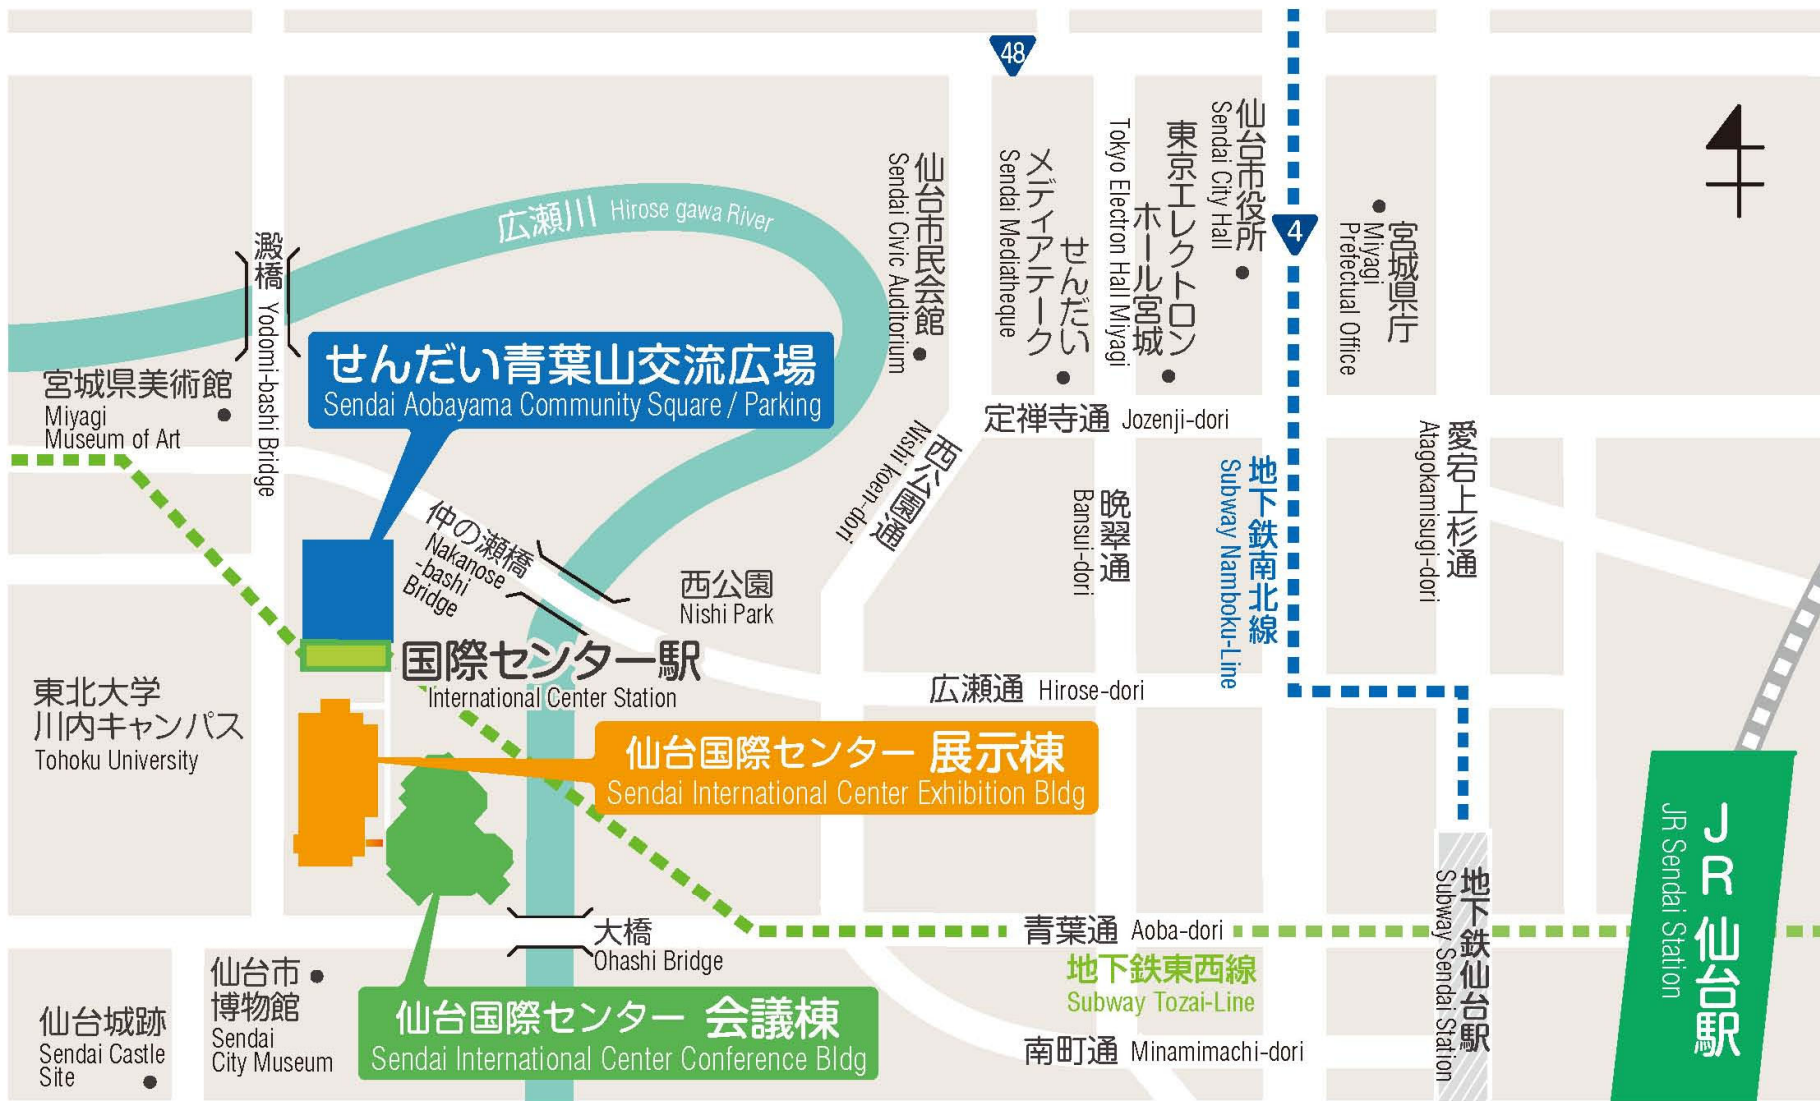 48
仙台市役所
Sendai City Hall
東京エレクトロン
ホール宮城
Tokyo Electron Hall Miyagi
せんだい
メディアテーク
Sendai Mediatheque
仙台市民会館
Sendai Civic Auditorium
4
宮城県庁
Miyagi
Prefectual Office
広瀬川 Hirose gawa River
澱橋 Yodomi-bashi Bridge
せんだい青葉山交流広場
Sendai Aobayama Community Square / Parking
宮城県美術館
Miyagi
Museum of Art
定禅寺通 Jozenji-dori
西公園通
Nishi koen-dori
地下鉄南北線
Subway Namboku-Line
愛宕上杉通
Atagokamisugi-dori
晩翠通
Bansui-dori
仲の瀬橋
Nakanose
-bashi
Bridge
西公園
Nishi Park
国際センター駅
International Center Station
東北大学
川内キャンパス
Tohoku University
広瀬通 Hirose-dori
仙台国際センター 展示棟
Sendai International Center Exhibition Bldg
JR仙台駅
JR Sendai Station
地下鉄仙台駅
Subway Sendai Station
大橋
Ohashi Bridge
青葉通 Aoba-dori
地下鉄東西線
Subway Tozai-Line
仙台市
博物館
Sendai
City Museum
仙台城跡
Sendai Castle
Site
仙台国際センター 会議棟
Sendai International Center Conference Bldg
南町通 Minamimachi-dori